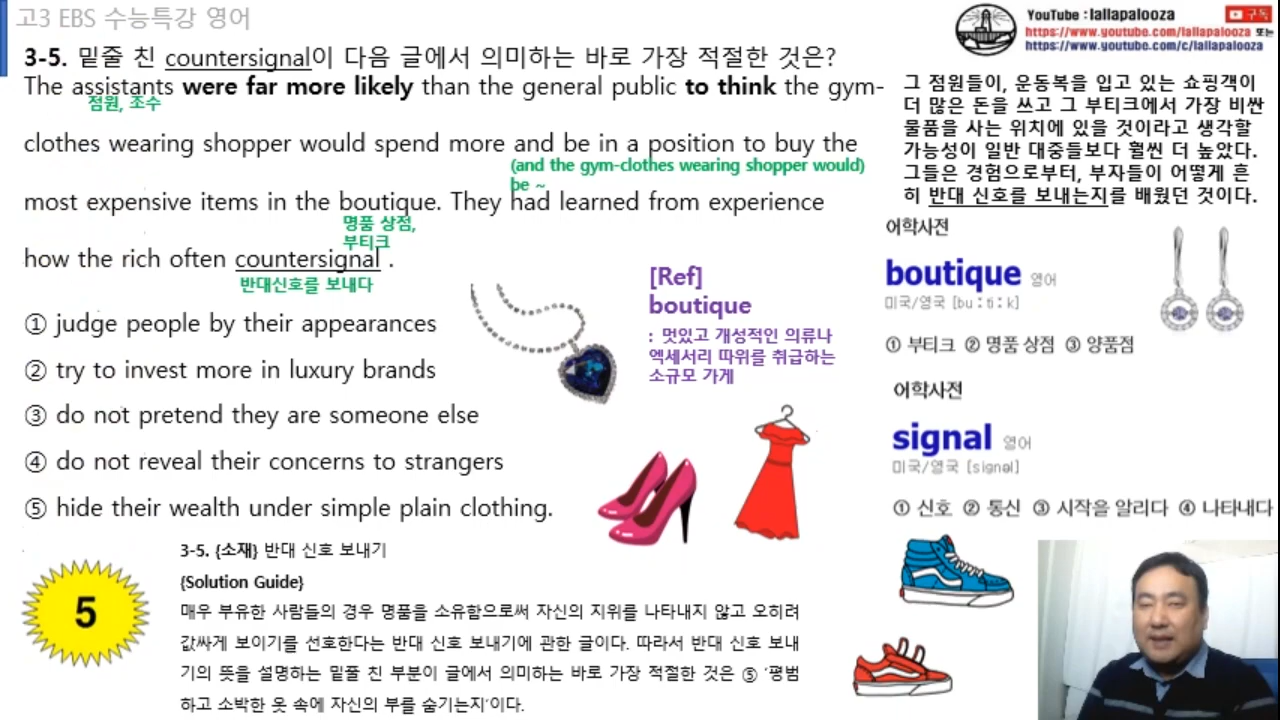 고3 EBS 수능특강 영어
YouTube : lallapalooza
구독
https://www.youtube.com/lallapalooza 또는
https://www.youtube.com/c/lallapalooza
3-5. 밑줄 친 countersignal이 다음 글에서 의미하는 바로 가장 적절한 것은?
The assistants were far more likely than the general public to think the gym-
점원, 조수
clothes wearing shopper would spend more and be in a position to buy the
(and the gym-clothes wearing shopper would)
be ~
most expensive items in the boutique. They had learned from experience
명품 상점,
부티크
how the rich often countersignal .
반대신호를 보내다
① judge people by their appearances
② try to invest more in luxury brands
③ do not pretend they are someone else
④ do not reveal their concerns to strangers
⑤ hide their wealth under simple plain clothing.
[Ref]
boutique
: 멋있고 개성적인 의류나
엑세서리 따위를 취급하는
소규모 가게
그 점원들이, 운동복을 입고 있는 쇼핑객이
더 많은 돈을 쓰고 그 부티크에서 가장 비싼
물품을 사는 위치에 있을 것이라고 생각할
가능성이 일반 대중들보다 훨씬 더 높았다.
그들은 경험으로부터, 부자들이 어떻게 흔
히 반대 신호를 보내는지를 배웠던 것이다.
어학사전
boutique 영어
미국/영국 [buːtiːk]
① 부티크 ② 명품 상점 ③ 양품점
어학사전
signal 영어
미국/영국 [signəl]
① 신호 ② 통신 ③ 시작을 알리다 ④ 나타내다
5
3-5. {소재} 반대 신호 보내기
{Solution Guide}
매우 부유한 사람들의 경우 명품을 소유함으로써 자신의 지위를 나타내지 않고 오히려
값싸게 보이기를 선호한다는 반대 신호 보내기에 관한 글이다. 따라서 반대 신호 보내
기의 뜻을 설명하는 밑줄 친 부분이 글에서 의미하는 바로 가장 적절한 것은 ⑤ ‘평범
하고 소박한 옷 속에 자신의 부를 숨기는지’이다.